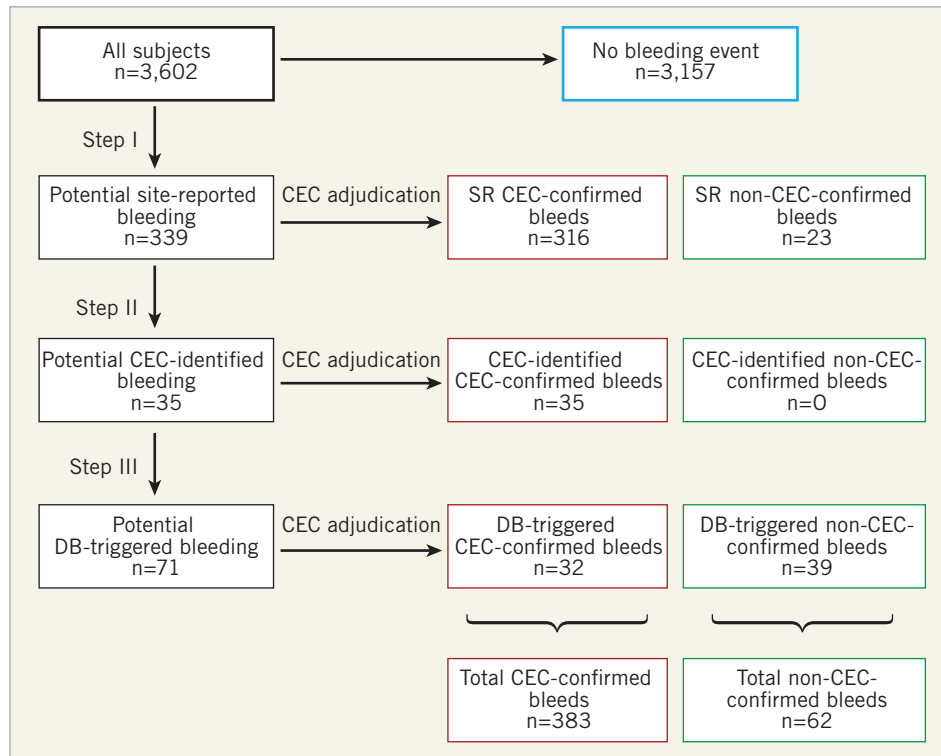 All subjects
n=3,602
No bleeding event
n=3,157
Step I
Potential site-reported
bleeding
n=339
CEC adjudication
SR CEC-confirmed
bleeds
n=316
SR non-CEC-confirmed
bleeds
n=23
Step II
Potential CEC-identified
bleeding
n=35
CEC adjudication
CEC-identified
CEC-confirmed bleeds
n=35
CEC-identified non-CEC-
confirmed bleeds
n=0
Step III
Potential
DB-triggered bleeding
n=71
CEC adjudication
DB-triggered
CEC-confirmed bleeds
n=32
DB-triggered non-CEC-
confirmed bleeds
n=39
Total CEC-confirmed
bleeds
n=383
Total non-CEC-
confirmed bleeds
n=62